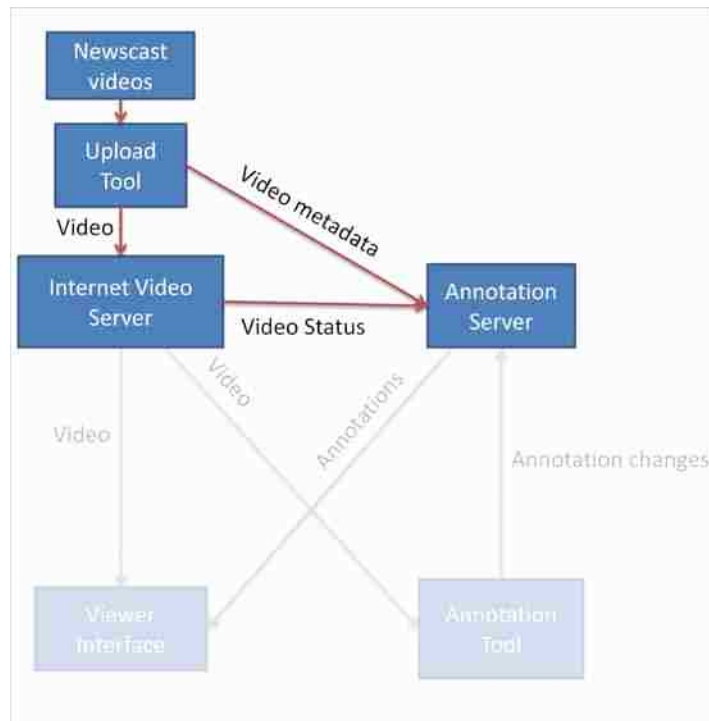 Newscast
videos
Upload
Tool
Video metadata
Video
Internet Video
Server
Annotation
Server
Video Status
Video
Video
Annotations
Annotation changes
Viewer
Interface
Annotation
Tool